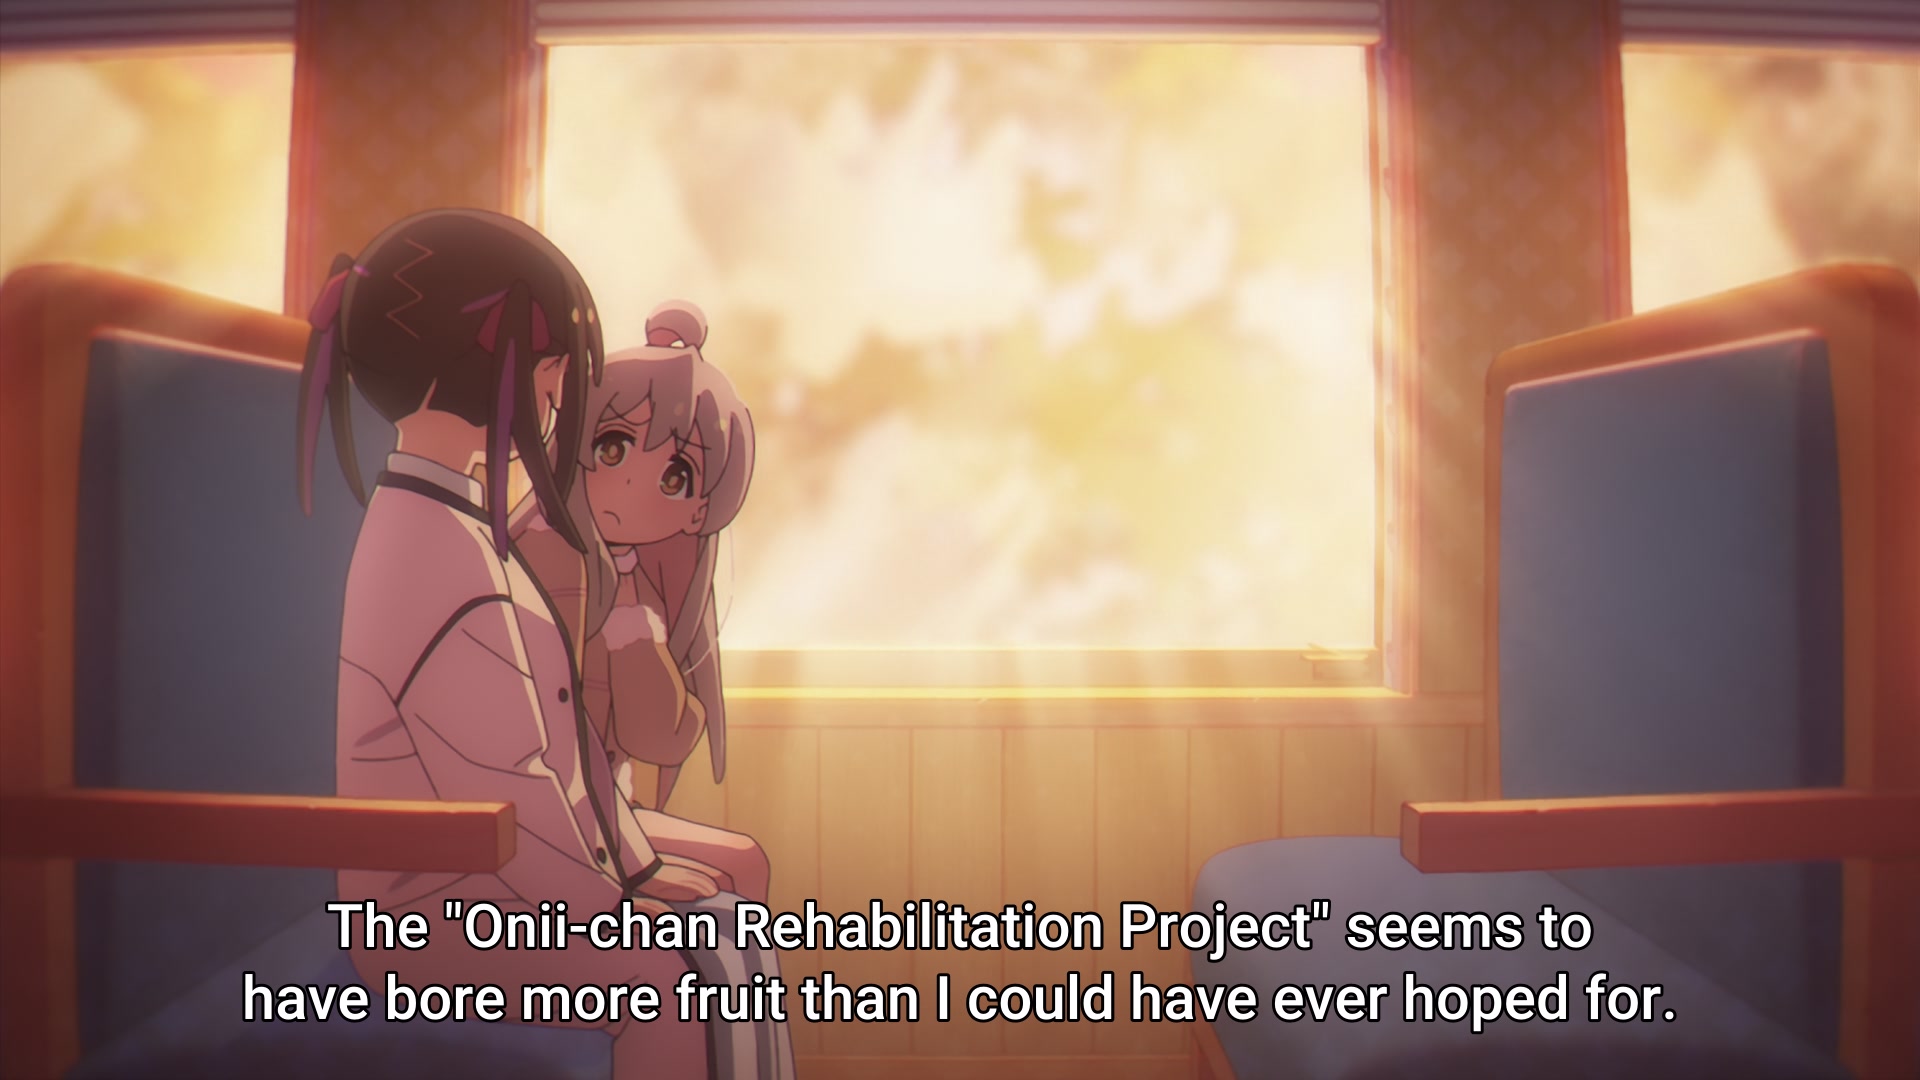 The "Onii-chan Rehabilitation Project" seems to
have bore more fruit than I could have ever hoped for.